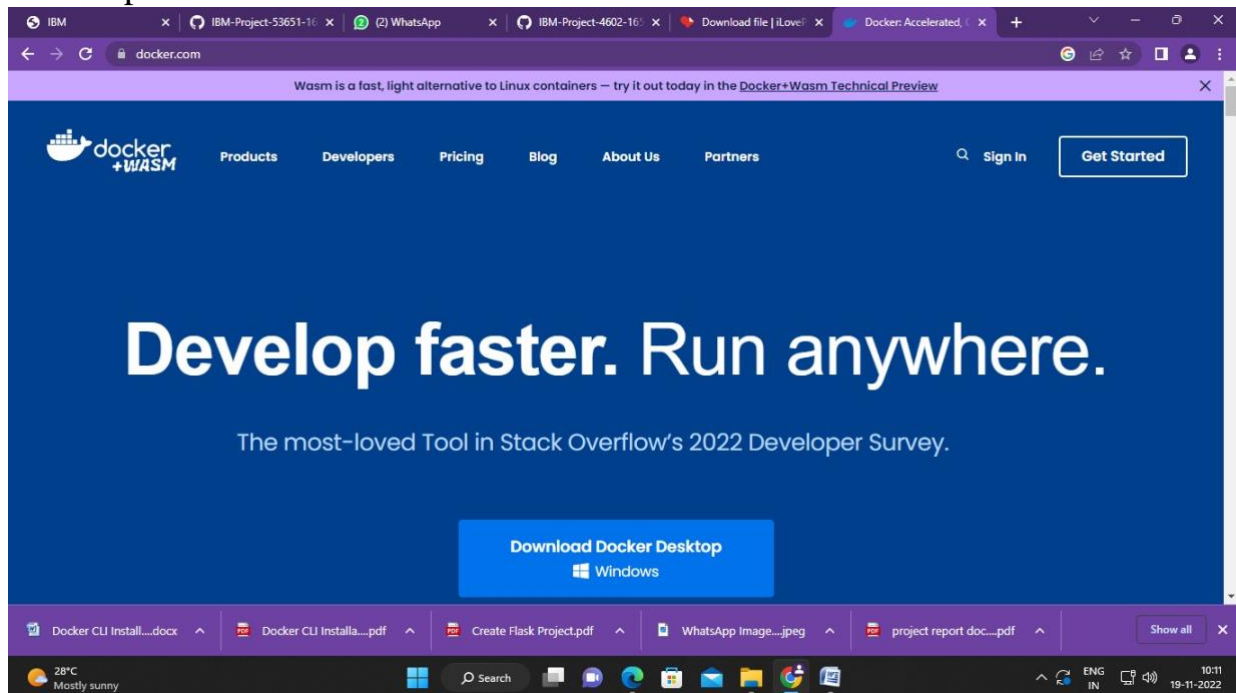 IBM
IBM-Project-53651-16
(2) WhatsApp
IBM-Project-4602-165
Download file | iLoveP
Docker: Accelerated, C
docker.com
Wasm is a fast, light alternative to Linux containers — try it out today in the Docker+Wasm Technical Preview
docker
+WASM
Products Developers Pricing Blog About Us Partners
Sign In
Get Started
Develop faster. Run anywhere.
The most-loved Tool in Stack Overflow's 2022 Developer Survey.
Download Docker Desktop
Windows
Docker CLI Install....docx
Docker CLI Installa....pdf
Create Flask Project.pdf
WhatsApp Image....jpeg
project report doc....pdf
Show all
28°C
Mostly sunny
Search
ENG
IN
10:11
19-11-2022